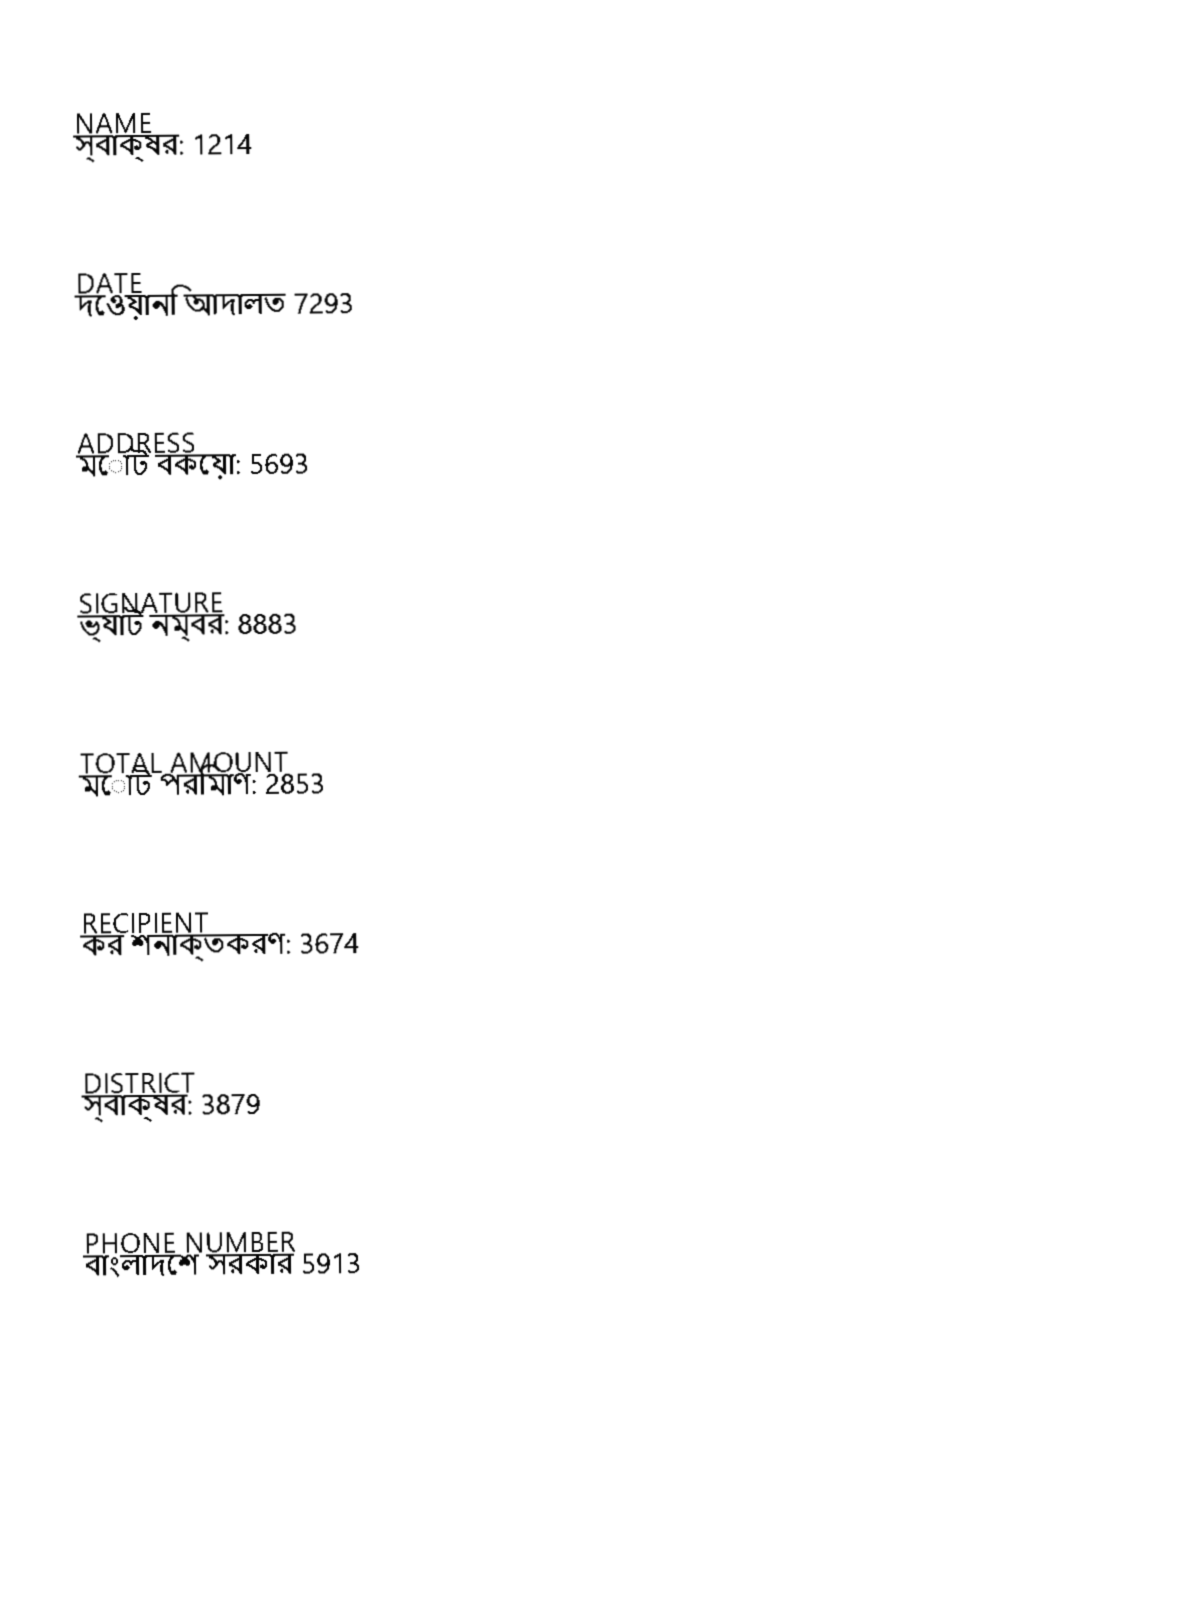 NAME
স্বাক্ষর: 1214
DATE
দেওয়ানি আদালত 7293
ADDRESS
মোট বকেয়া: 5693
SIGNATURE
ভ্যাট নম্বর: 8883
TOTAL AMOUNT
মোট পরিমাণ: 2853
RECIPIENT
কর শনাক্তকরণ: 3674
DISTRICT
স্বাক্ষর: 3879
PHONE NUMBER
বাংলাদেশ সরকার 5913